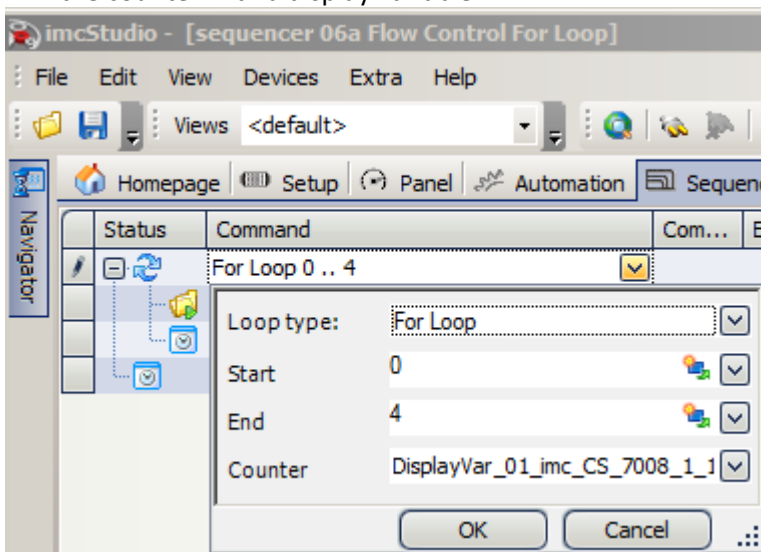 imcStudio - [sequencer 06a Flow Control For Loop]
File Edit View Devices Extra Help
Views <default>
Homepage Setup Panel Automation Sequen
Navigator
Status Command Com... E
For Loop 0 .. 4
Loop type: For Loop
Start 0
End 4
Counter DisplayVar_01_imc_CS_7008_1_1
OK Cancel